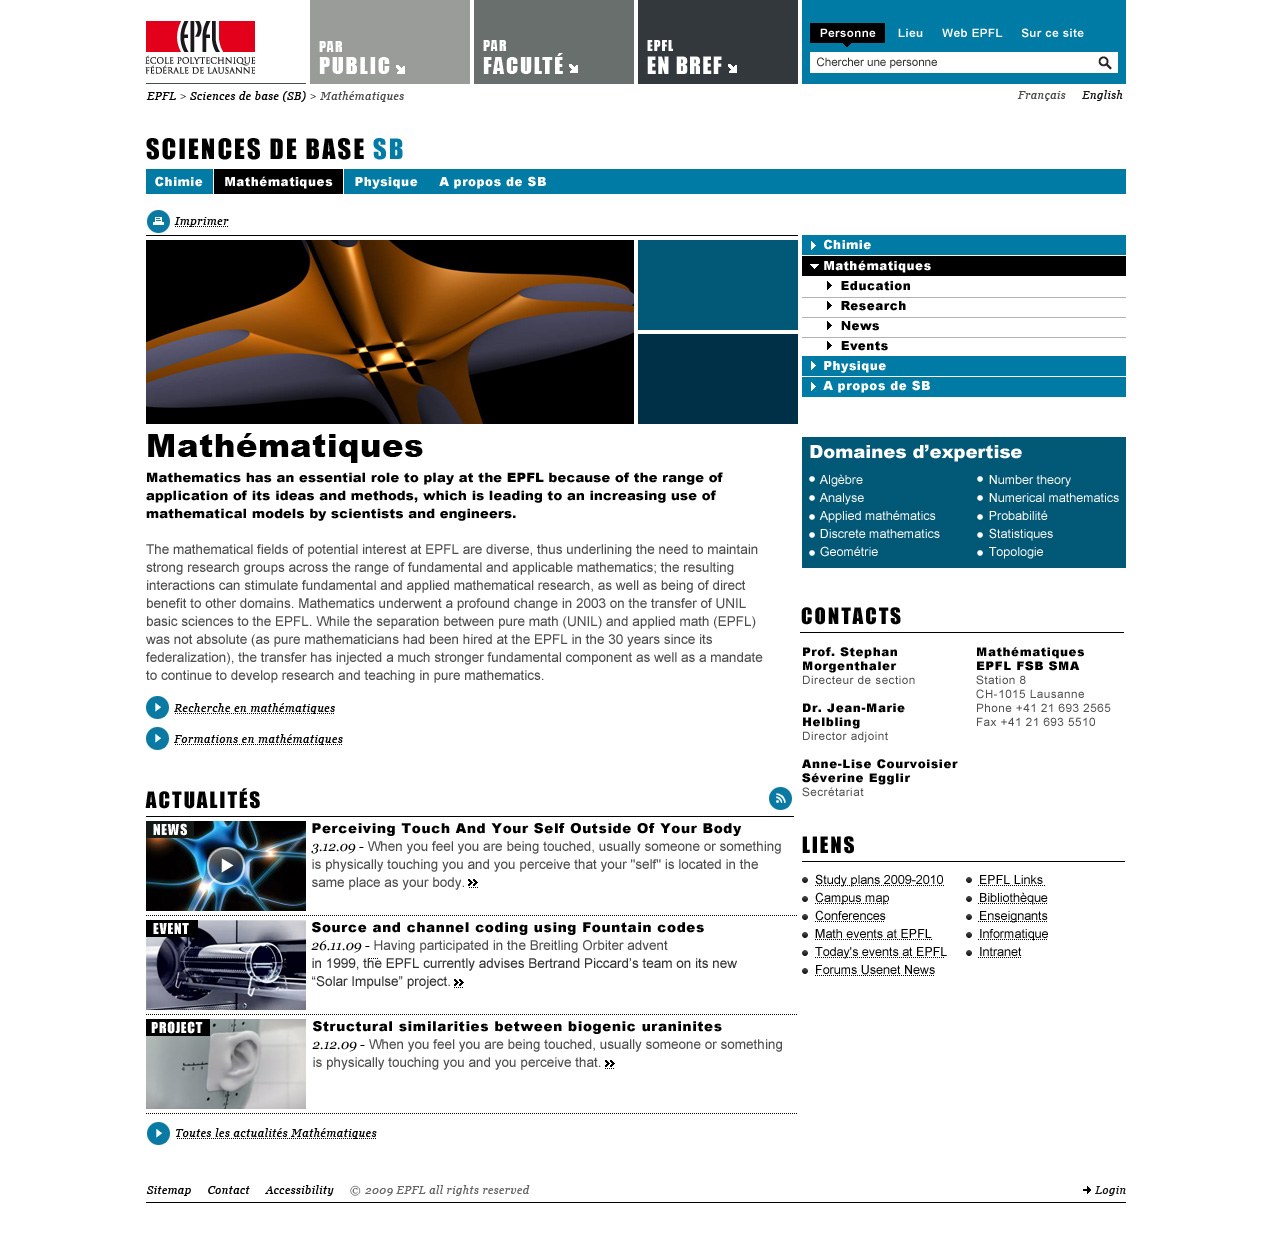 EPFL
ÉCOLE POLYTECHNIQUE
FÉDÉRALE DE LAUSANNE
PAR
PUBLIC
PAR
FACULTÉ
EPFL
EN BREF
Personne Lieu Web EPFL Sur ce site
Chercher une personne
EPFL > Sciences de base (SB) > Mathématiques
Français English
SCIENCES DE BASE SB
Chimie Mathématiques Physique A propos de SB
Imprimer
Chimie
Mathématiques
Education
Research
News
Events
Physique
A propos de SB
Mathématiques
Mathematics has an essential role to play at the EPFL because of the range of
application of its ideas and methods, which is leading to an increasing use of
mathematical models by scientists and engineers.
The mathematical fields of potential interest at EPFL are diverse, thus underlining the need to maintain
strong research groups across the range of fundamental and applicable mathematics; the resulting
interactions can stimulate fundamental and applied mathematical research, as well as being of direct
benefit to other domains. Mathematics underwent a profound change in 2003 on the transfer of UNIL
basic sciences to the EPFL. While the separation between pure math (UNIL) and applied math (EPFL)
was not absolute (as pure mathematicians had been hired at the EPFL in the 30 years since its
federalization), the transfer has injected a much stronger fundamental component as well as a mandate
to continue to develop research and teaching in pure mathematics.
Recherche en mathématiques
Formations en mathématiques
Domaines d’expertise
Algèbre
Analyse
Applied mathématics
Discrete mathematics
Geométrie
Number theory
Numerical mathematics
Probabilité
Statistiques
Topologie
CONTACTS
Prof. Stephan
Morgenthaler
Directeur de section
Dr. Jean-Marie
Helbling
Director adjoint
Anne-Lise Courvoisier
Séverine Egglir
Secrétariat
Mathématiques
EPFL FSB SMA
Station 8
CH-1015 Lausanne
Phone +41 21 693 2565
Fax +41 21 693 5510
ACTUALITÉS
NEWS
Perceiving Touch And Your Self Outside Of Your Body
3.12.09 - When you feel you are being touched, usually someone or something
is physically touching you and you perceive that your "self" is located in the
same place as your body.
EVENT
Source and channel coding using Fountain codes
26.11.09 - Having participated in the Breitling Orbiter advent
in 1999, the EPFL currently advises Bertrand Piccard’s team on its new
“Solar Impulse” project.
PROJECT
Structural similarities between biogenic uraninites
2.12.09 - When you feel you are being touched, usually someone or something
is physically touching you and you perceive that.
Toutes les actualités Mathématiques
LIENS
Study plans 2009-2010
Campus map
Conferences
Math events at EPFL
Today's events at EPFL
Forums Usenet News
EPFL Links
Bibliothèque
Enseignants
Informatique
Intranet
Sitemap Contact Accessibility © 2009 EPFL all rights reserved
Login